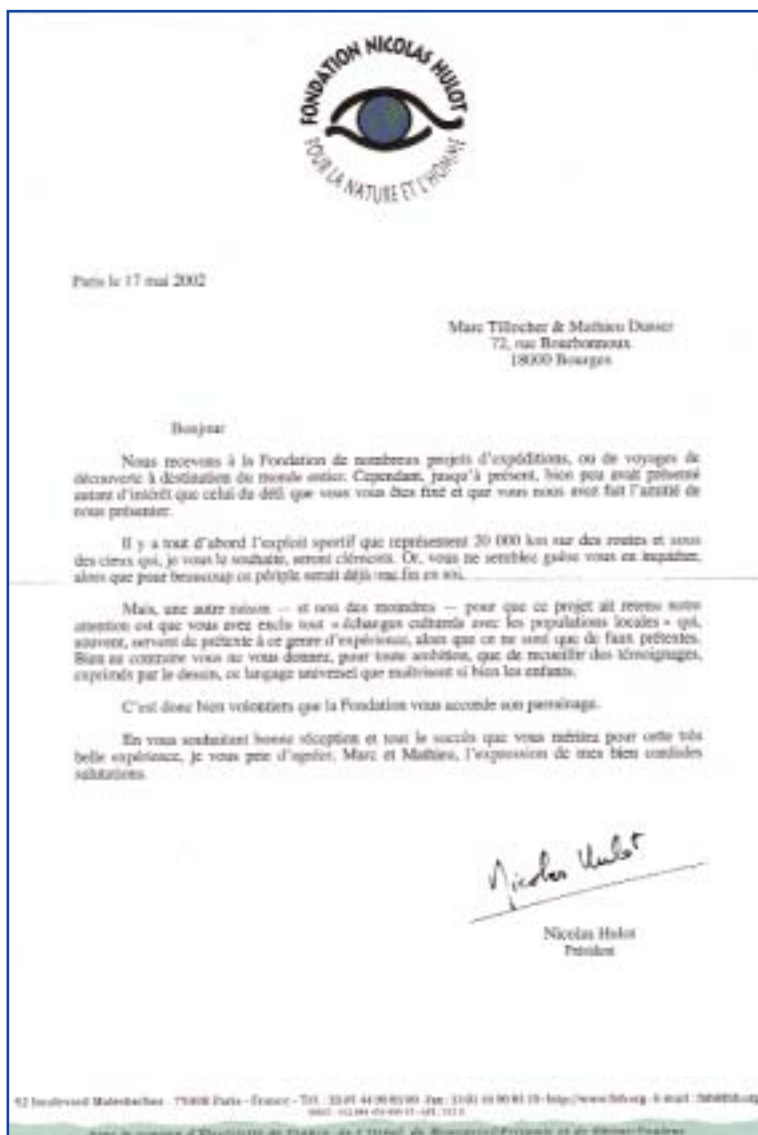 FONDATION NICOLAS HULOT
POUR LA NATURE ET L'HOMME
Paris le 17 mai 2002
Marc Tillocher & Mathieu Dusser
72, rue Bourbonnoux
18000 Bourges
Bonjour
Nous recevons à la Fondation de nombreux projets d'expéditions, ou de voyages de
découverte à destination du monde entier. Cependant, jusqu'à présent, bien peu avait présenté
autant d'intérêt que celui du défi que vous vous êtes fixé et que vous nous avez fait l'amitié de
nous présenter.
Il y a tout d'abord l'exploit sportif que représentent 20 000 km sur des routes et sous
des cieux qui, je vous le souhaite, seront cléments. Or, vous ne semblez guère vous en inquiéter,
alors que pour beaucoup ce périple serait déjà une fin en soi.
Mais, une autre raison — et non des moindres — pour que ce projet ait retenu notre
attention est que vous avez exclu tout « échanges culturels avec les populations locales » qui,
souvent, servent de prétexte à ce genre d'expérience, alors que ce ne sont que de faux prétextes.
Bien au contraire vous ne vous donnez, pour toute ambition, que de recueillir des témoignages,
exprimés par le dessin, ce langage universel que maîtrisent si bien les enfants.
C'est donc bien volontiers que la Fondation vous accorde son parrainage.
En vous souhaitant bonne réception et tout le succès que vous méritez pour cette très
belle expérience, je vous prie d'agréer, Marc et Mathieu, l'expression de mes bien cordiales
salutations.
Nicolas Hulot
Nicolas Hulot
Président
52 boulevard Malesherbes - 75008 Paris - France